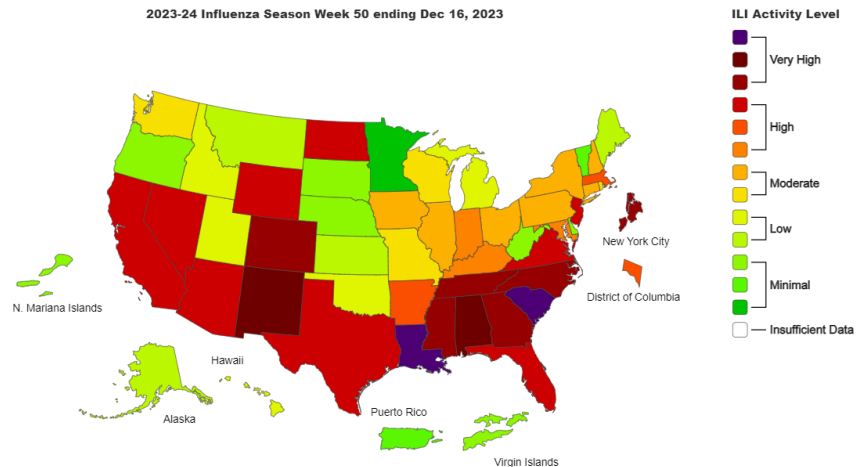 2023-24 Influenza Season Week 50 ending Dec 16, 2023
ILI Activity Level
Very High
High
Moderate
Low
Minimal
Insufficient Data
New York City
District of Columbia
N. Mariana Islands
Hawaii
Alaska
Puerto Rico
Virgin Islands